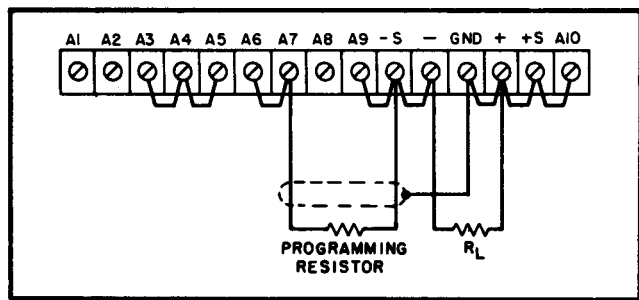 A1 A2 A3 A4 A5 A6 A7 A8 A9 -S - GND + +S A10
PROGRAMMING
RESISTOR
RL